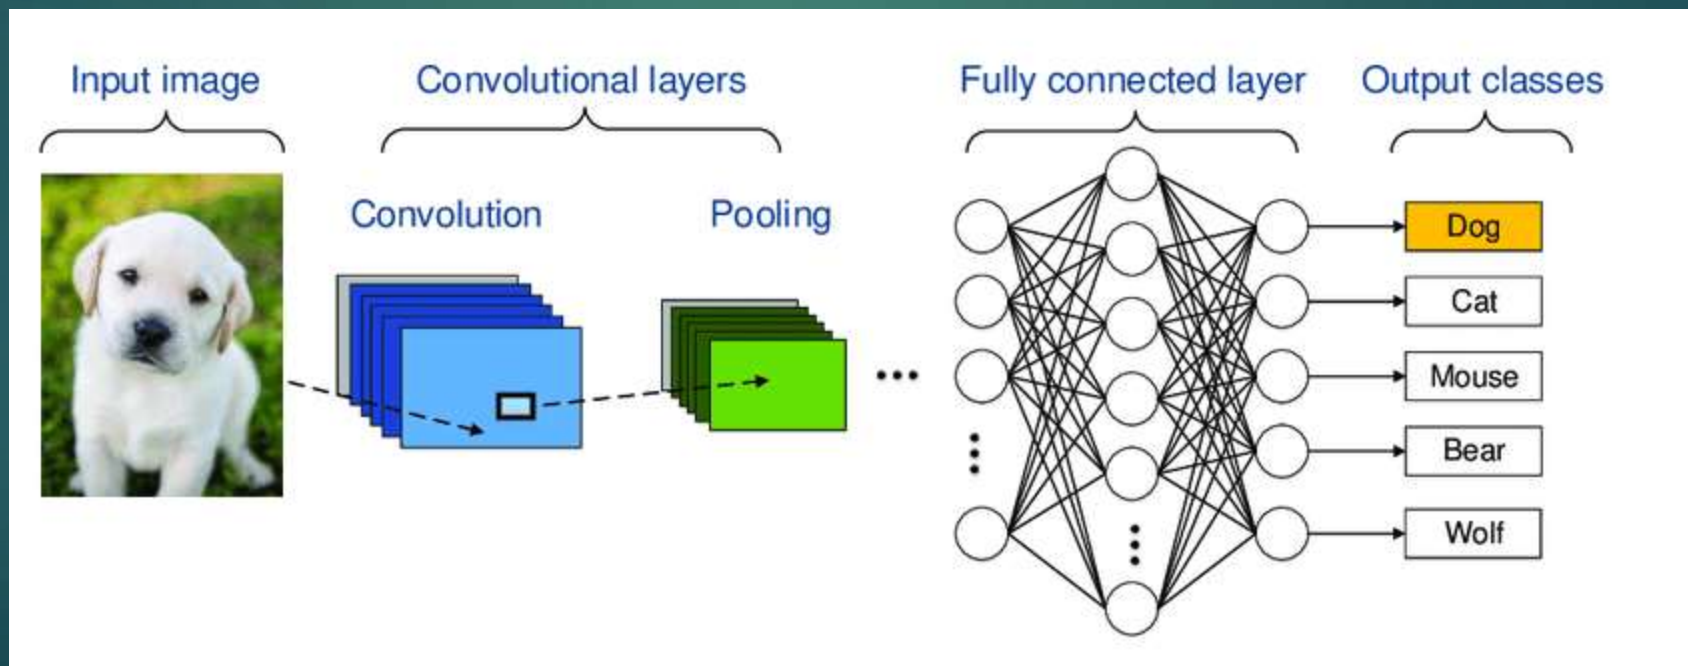 Input image
Convolutional layers
Fully connected layer
Output classes
Convolution
Pooling
Dog
Cat
Mouse
Bear
Wolf